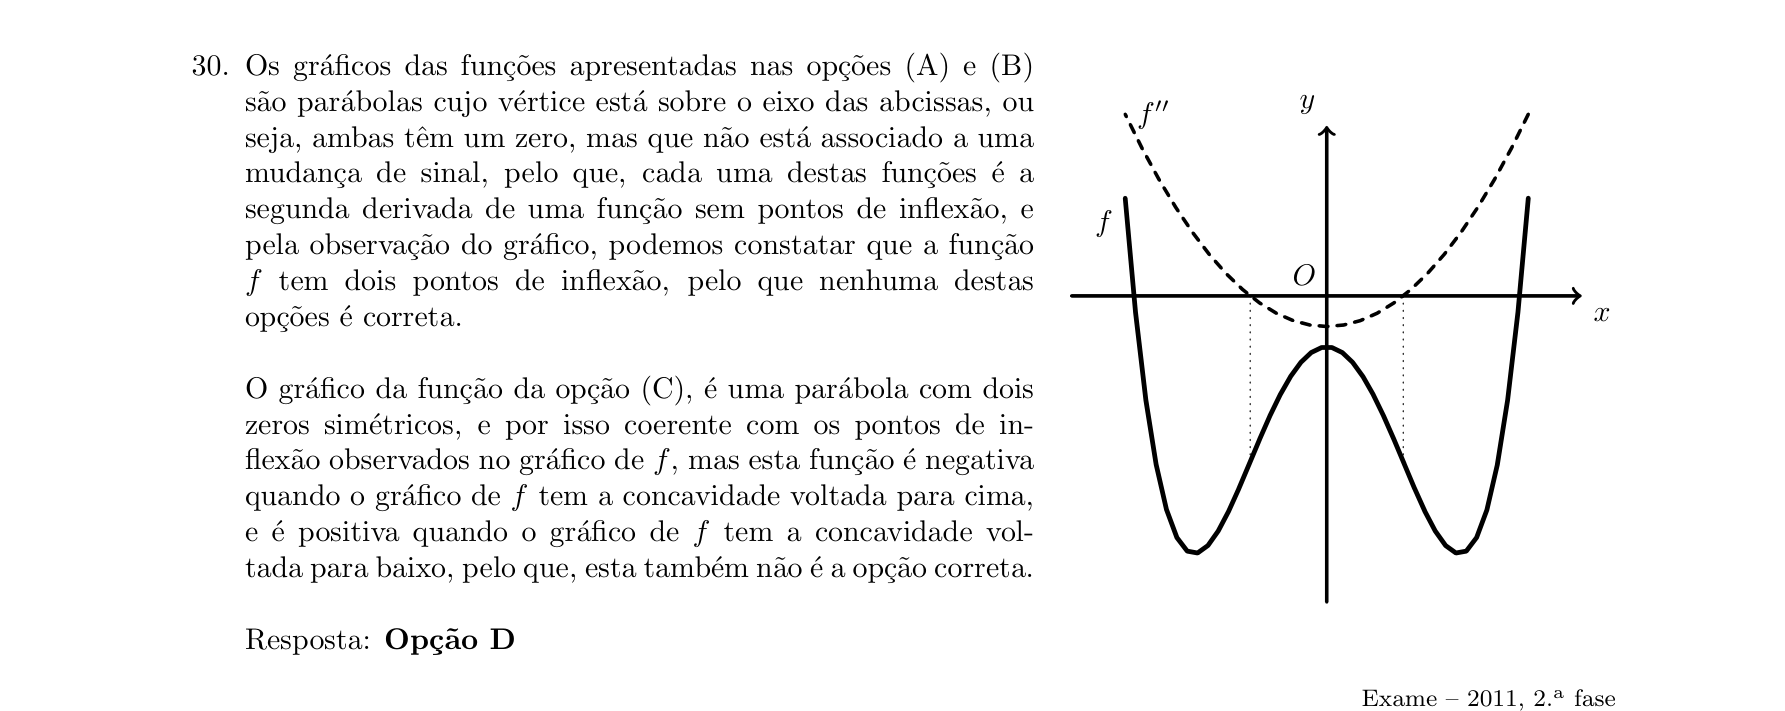 30. Os gráficos das funções apresentadas nas opções (A) e (B)
são parábolas cujo vértice está sobre o eixo das abcissas, ou
seja, ambas têm um zero, mas que não está associado a uma
mudança de sinal, pelo que, cada uma destas funções é a
segunda derivada de uma função sem pontos de inflexão, e
pela observação do gráfico, podemos constatar que a função
f tem dois pontos de inflexão, pelo que nenhuma destas
opções é correta.
O gráfico da função da opção (C), é uma parábola com dois
zeros simétricos, e por isso coerente com os pontos de in-
flexão observados no gráfico de f, mas esta função é negativa
quando o gráfico de f tem a concavidade voltada para cima,
e é positiva quando o gráfico de f tem a concavidade vol-
tada para baixo, pelo que, esta também não é a opção correta.
Resposta: Opção D
y
f′′
f
O
x
Exame – 2011, 2.ª fase